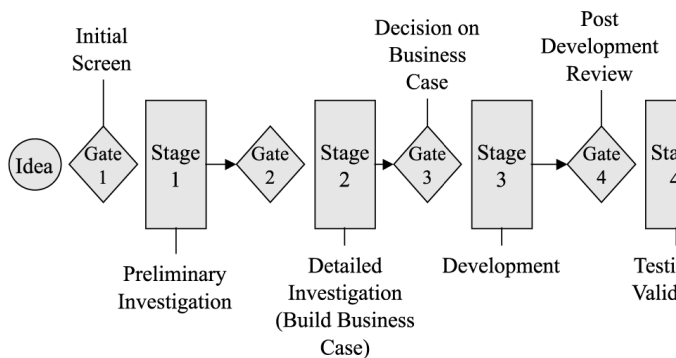 Initial
Screen
Decision on
Business
Case
Post
Development
Review
Idea
Gate
1
Stage
1
Gate
2
Stage
2
Gate
3
Stage
3
Gate
4
4
Preliminary
Investigation
Detailed
Investigation
(Build Business
Case)
Development